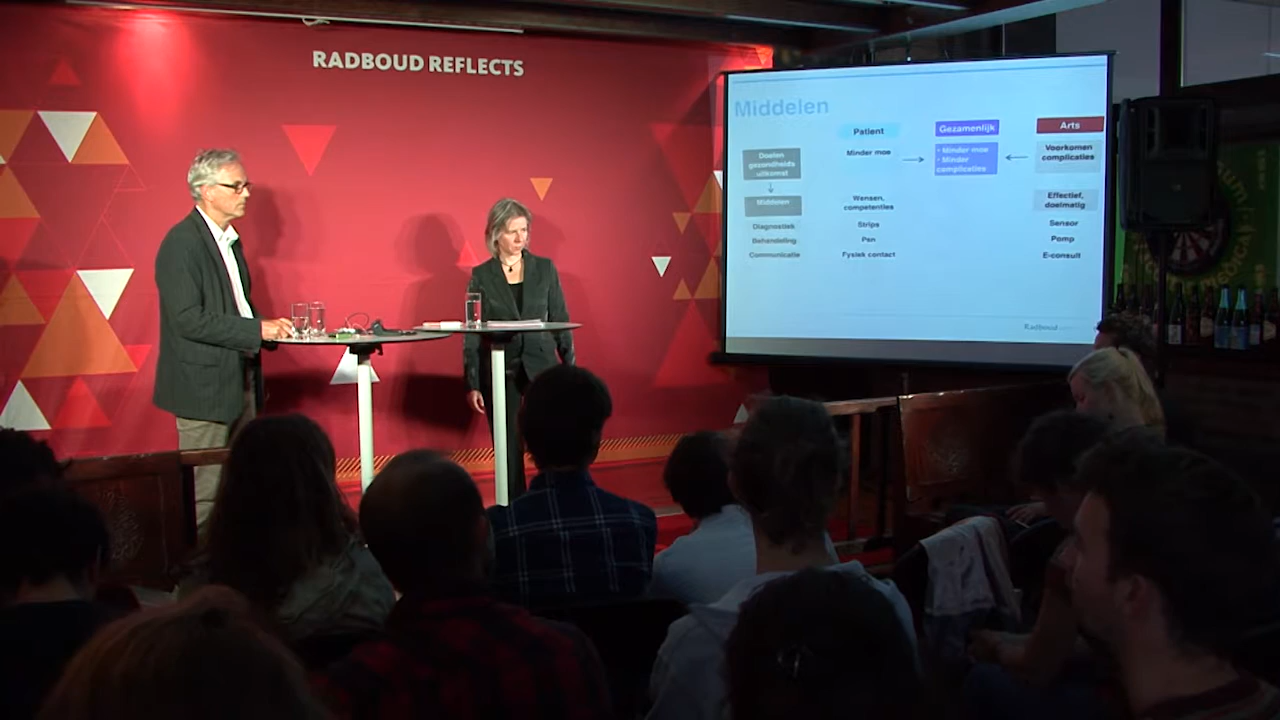 RADBOUD REFLECTS
Middelen
Patient
Gezamenlijk
Arts
Doelen
gezondheids
uitkomst
Minder moe
• Minder moe
• Minder
complicaties
Voorkomen
complicaties
Middelen
Wensen,
competenties
Effectief,
doelmatig
Diagnostiek
Strips
Sensor
Behandeling
Pen
Pomp
Communicatie
Fysiek contact
E-consult
Radboud